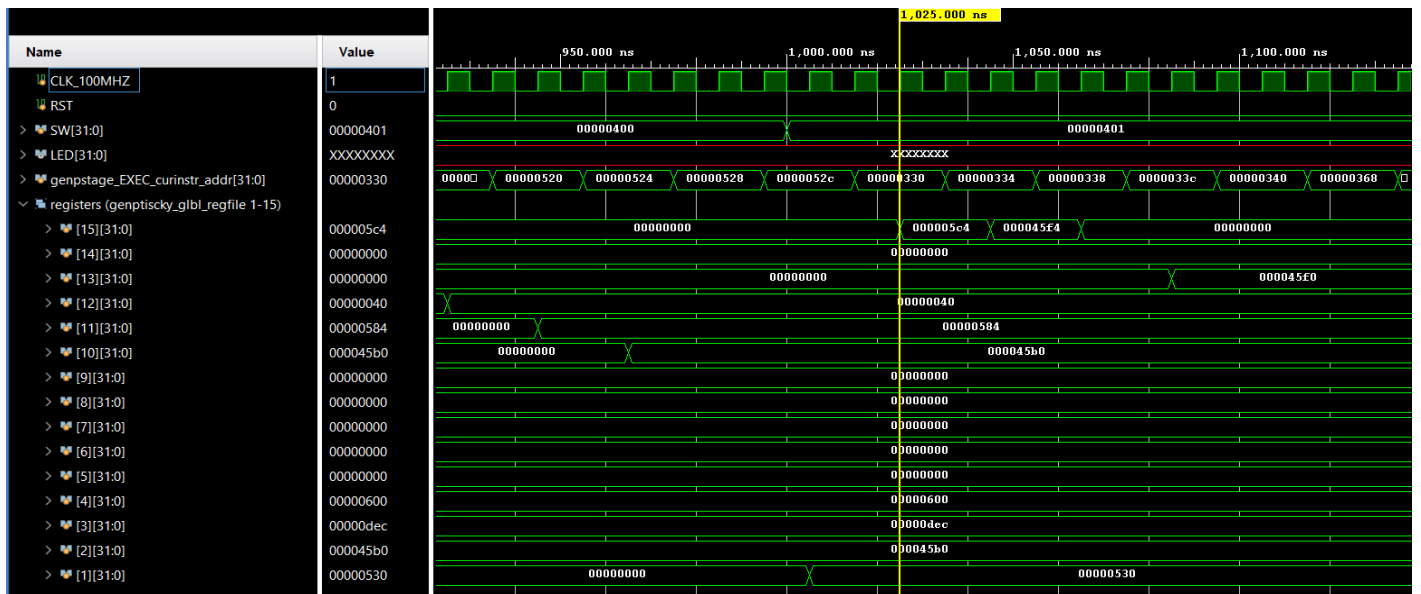 1,025.000 ns
Name Value 950.000 ns 1,000.000 ns 1,050.000 ns 1,100.000 ns
CLK_100MHZ 1
RST 0
SW[31:0] 00000401 00000400 00000401
LED[31:0] XXXXXXXX XXXXXXXX
genpstage_EXEC_curinstr_addr[31:0] 00000330 0000 00000520 00000524 00000528 0000052c 00000330 00000334 00000338 0000033c 00000340 00000368
registers (genptiscky_glbl_regfile 1-15)
[15][31:0] 000005c4 00000000 000005c4 000045f4 00000000
[14][31:0] 00000000 00000000
[13][31:0] 00000000 00000000 000045f0
[12][31:0] 00000040 00000040
[11][31:0] 00000584 00000000 00000584
[10][31:0] 000045b0 00000000 000045b0
[9][31:0] 00000000 00000000
[8][31:0] 00000000 00000000
[7][31:0] 00000000 00000000
[6][31:0] 00000000 00000000
[5][31:0] 00000000 00000000
[4][31:0] 00000600 00000600
[3][31:0] 00000dec 00000dec
[2][31:0] 000045b0 000045b0
[1][31:0] 00000530 00000000 00000530